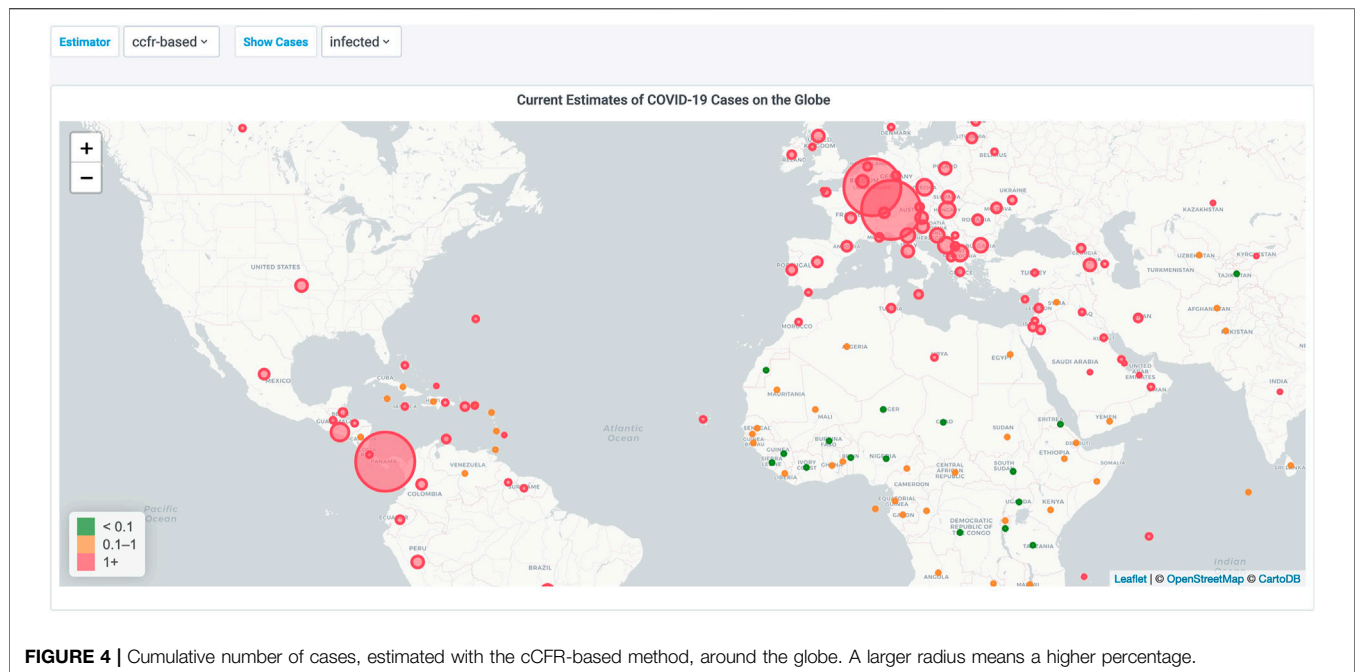 Estimator ccfr-based Show Cases infected
Current Estimates of COVID-19 Cases on the Globe
+
−
DENMARK
BELARUS
UKRAINE
KAZAKHSTAN
UNITED STATES
PORTUGAL
TURKEY
UZBEKISTAN
KYRGYZSTAN
TURKMENISTAN
TAJIKISTAN
MOROCCO
ALGERIA
LIBYA
EGYPT
SYRIA
AFGHANISTAN
PAKISTAN
SAUDI ARABIA
UNITED
ARAB
EMIRATES
INDIA
MEXICO
CUBA
MAURITANIA
MALI
NIGER
CHAD
SUDAN
ERITREA
YEMEN
Atlantic
Ocean
PANAMA
VENEZUELA
COLOMBIA
SURINAME
GUINEA
IVORY
COAST
NIGERIA
CAMEROON
CENTRAL
AFRICAN
REPUBLIC
SOUTH
SUDAN
ETHIOPIA
SOMALIA
EQUATORIAL
GUINEA
GABON
UGANDA
KENYA
DEMOCRATIC
REPUBLIC OF
THE CONGO
TANZANIA
ANGOLA
PERU
BRAZIL
Pacific
Ocean
Indian
< 0.1
0.1–1
1+
Leaflet | © OpenStreetMap © CartoDB
FIGURE 4 | Cumulative number of cases, estimated with the cCFR-based method, around the globe. A larger radius means a higher percentage.